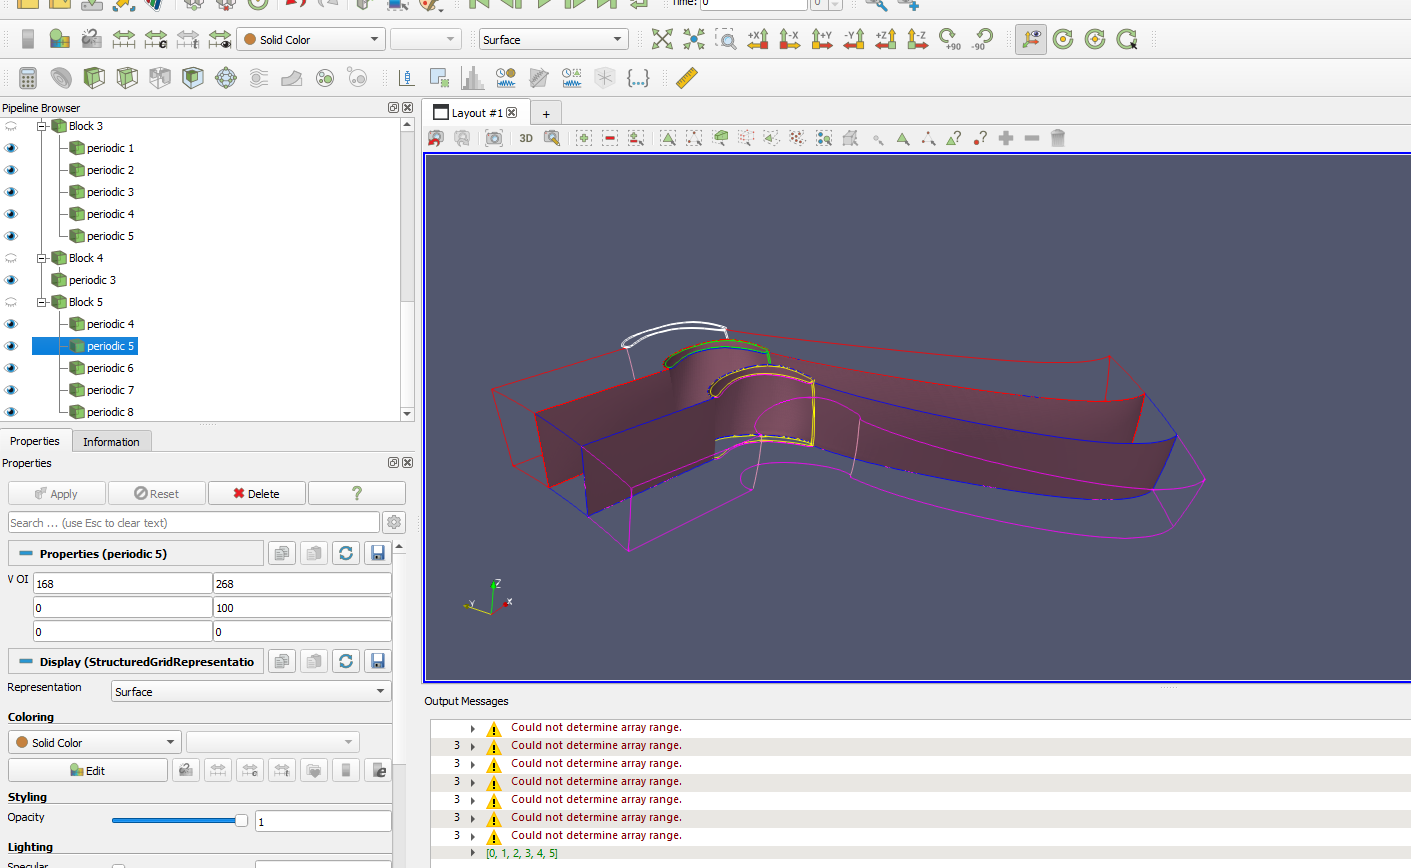 Time: 0 0
Solid Color Surface
+X -X +Y -Y +Z -Z +90 -90
Pipeline Browser
Layout #1 +
3D
Block 3
periodic 1
periodic 2
periodic 3
periodic 4
periodic 5
Block 4
periodic 3
Block 5
periodic 4
periodic 5
periodic 6
periodic 7
periodic 8
Properties Information
Properties
Apply Reset Delete ?
Search ... (use Esc to clear text)
Properties (periodic 5)
V OI 168 268
0 100
0 0
Display (StructuredGridRepresentatio
Representation Surface
Coloring
Solid Color
Edit
Styling
Opacity 1
Lighting
Specular
Z
Y X
Output Messages
Could not determine array range.
3 Could not determine array range.
3 Could not determine array range.
3 Could not determine array range.
3 Could not determine array range.
3 Could not determine array range.
3 Could not determine array range.
[0, 1, 2, 3, 4, 5]